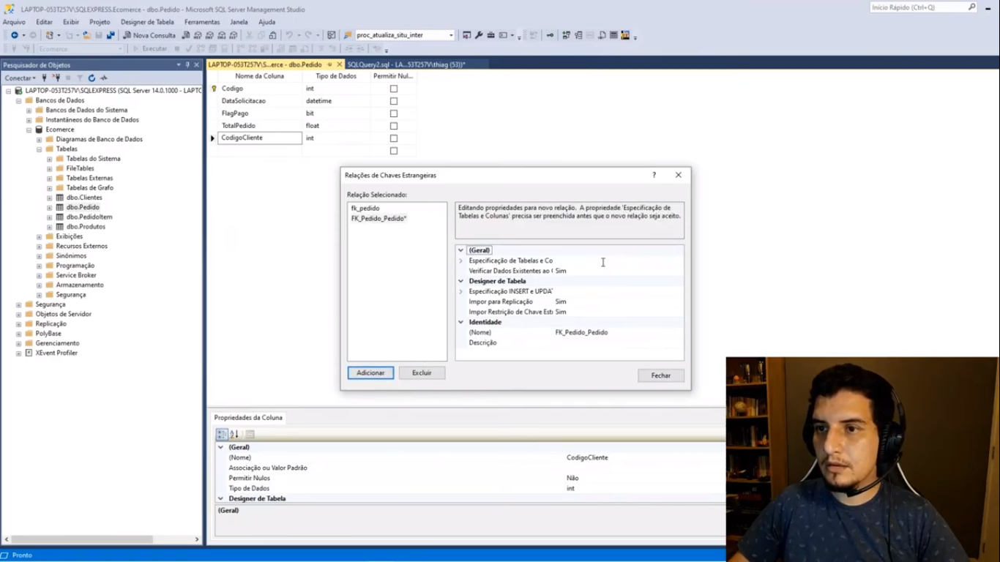 LAPTOP-053T257V\SQLEXPRESS.Ecomerce - dbo.Pedido - Microsoft SQL Server Management Studio
Início Rápido (Ctrl+Q)
Arquivo Editar Exibir Projeto Designer de Tabela Ferramentas Janela Ajuda
Nova Consulta
proc_atualiza_situ_inter
Ecomerce
Executar
Pesquisador de Objetos
Conectar
LAPTOP-053T257V\SQLEXPRESS (SQL Server 14.0.1000 - LAPTO
Bancos de Dados
Bancos de Dados do Sistema
Instantâneos do Banco de Dados
Ecomerce
Diagramas de Banco de Dados
Tabelas
Tabelas do Sistema
FileTables
Tabelas Externas
Tabelas de Grafo
dbo.Clientes
dbo.Pedido
dbo.PedidoItem
dbo.Produtos
Exibições
Recursos Externos
Sinônimos
Programação
Service Broker
Armazenamento
Segurança
Segurança
Objetos de Servidor
Replicação
PolyBase
Gerenciamento
XEvent Profiler
LAPTOP-053T257V\S...erce - dbo.Pedido
SQLQuery2.sql - LA...53T257V\thiag (53))*
Nome da Coluna Tipo de Dados Permitir Nul...
Codigo int
DataSolicitacao datetime
FlagPago bit
TotalPedido float
CodigoCliente int
Relações de Chaves Estrangeiras ?
Relação Selecionado:
fk_pedido
FK_Pedido_Pedido*
Editando propriedades para novo relação. A propriedade 'Especificação de
Tabelas e Colunas' precisa ser preenchida antes que o novo relação seja aceito.
(Geral)
Especificação de Tabelas e Co
Verificar Dados Existentes ao ( Sim
Designer de Tabela
Especificação INSERT e UPDA'
Impor para Replicação Sim
Impor Restrição de Chave Est Sim
Identidade
(Nome) FK_Pedido_Pedido
Descrição
Adicionar Excluir Fechar
Propriedades da Coluna
(Geral)
(Nome) CodigoCliente
Associação ou Valor Padrão
Permitir Nulos Não
Tipo de Dados int
Designer de Tabela
(Geral)
Pronto